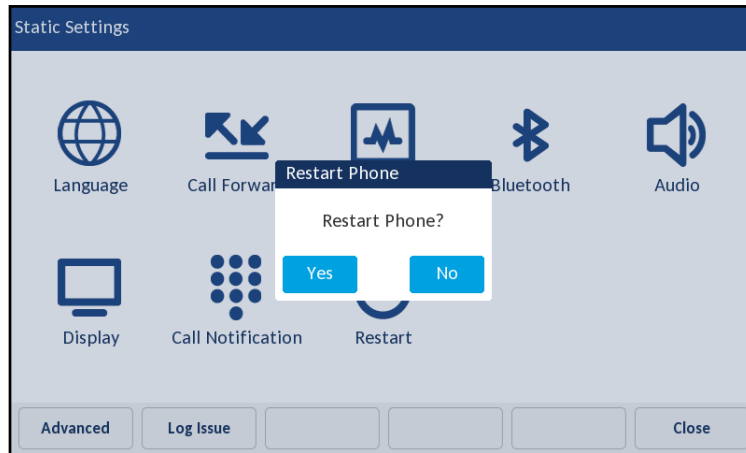 Static Settings
Language
Call Forwar
Bluetooth
Audio
Restart Phone
Restart Phone?
Yes
No
Display
Call Notification
Restart
Advanced
Log Issue
Close